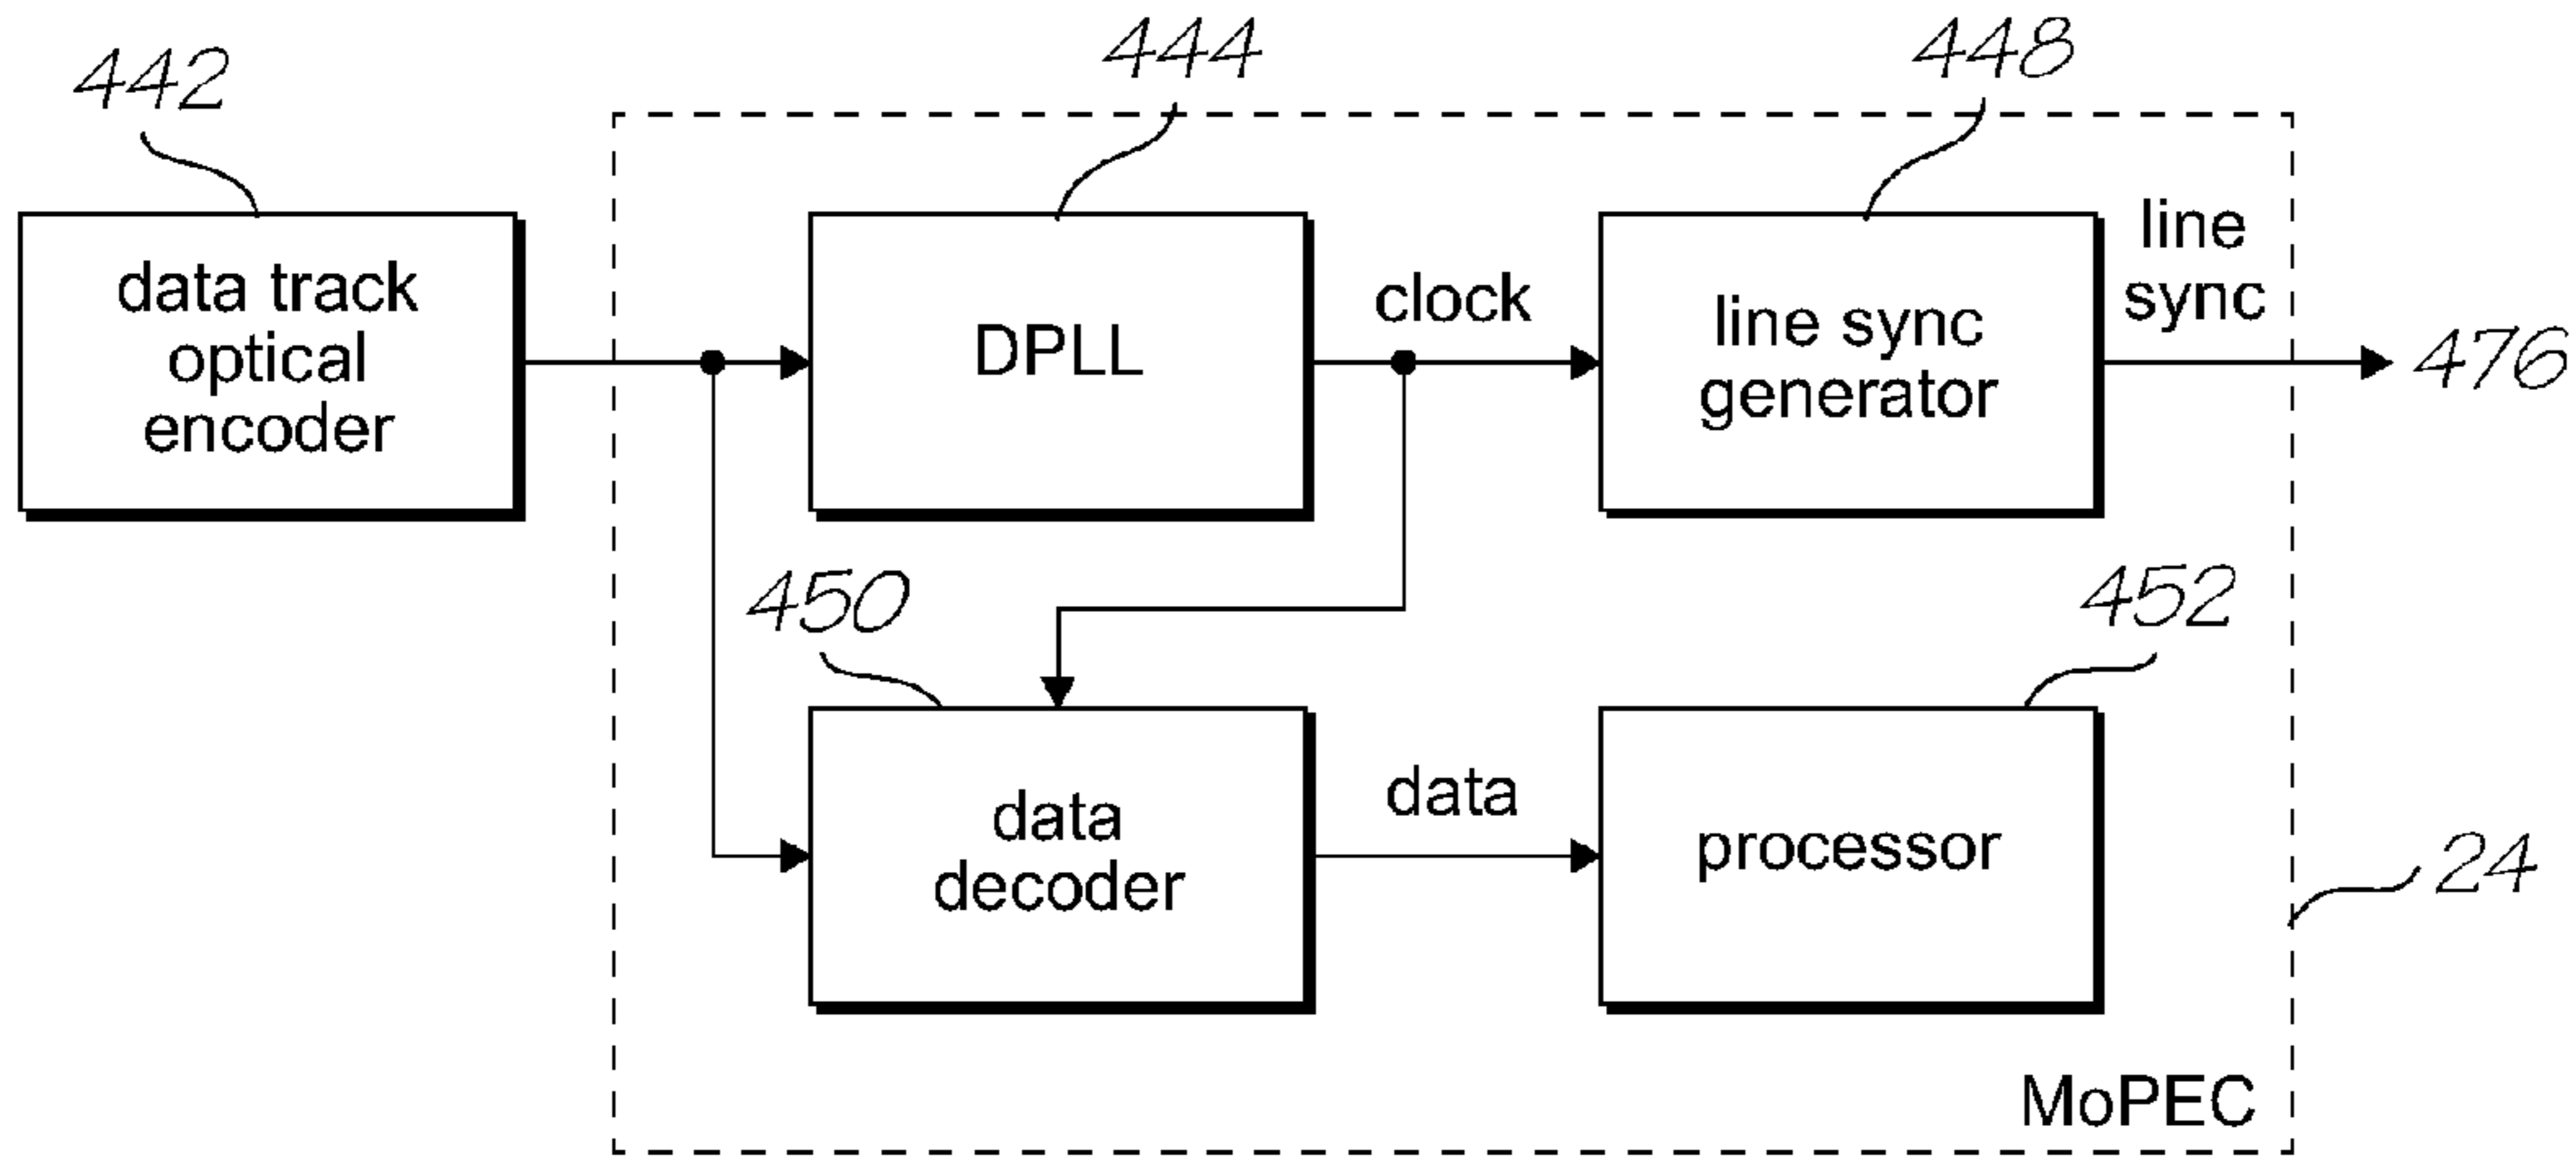 442
444
448
data track
optical
encoder
DPLL
clock
line sync
generator
line
sync
476
450
452
data
decoder
data
processor
24
MoPEC